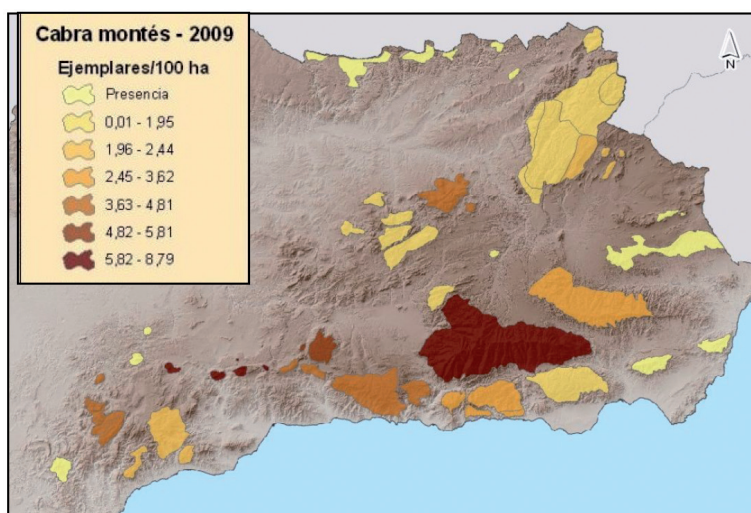 Cabra montés - 2009
Ejemplares/100 ha
Presencia
0,01 - 1,95
1,96 - 2,44
2,45 - 3,62
3,63 - 4,81
4,82 - 5,81
5,82 - 8,79
N